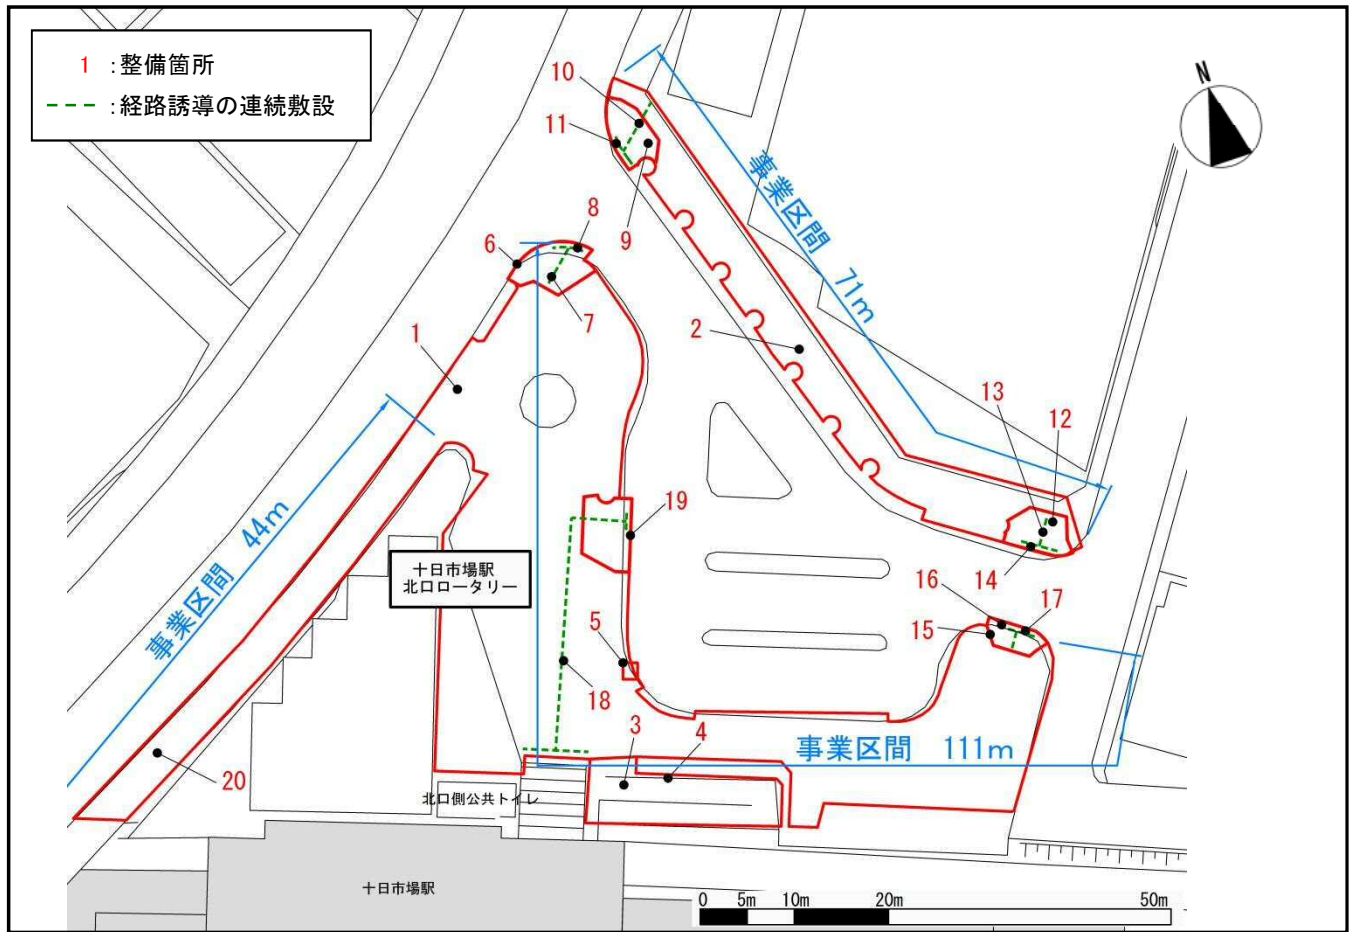 1 :整備箇所
--- :経路誘導の連続敷設
N
10
11
9
8
6
7
1
2
13
12
14
16
17
15
19
18
5
3
4
20
事業区間 71m
事業区間 44m
事業区間 111m
十日市場駅
北口ロータリー
北口側公共トイレ
十日市場駅
0 5m 10m 20m 50m